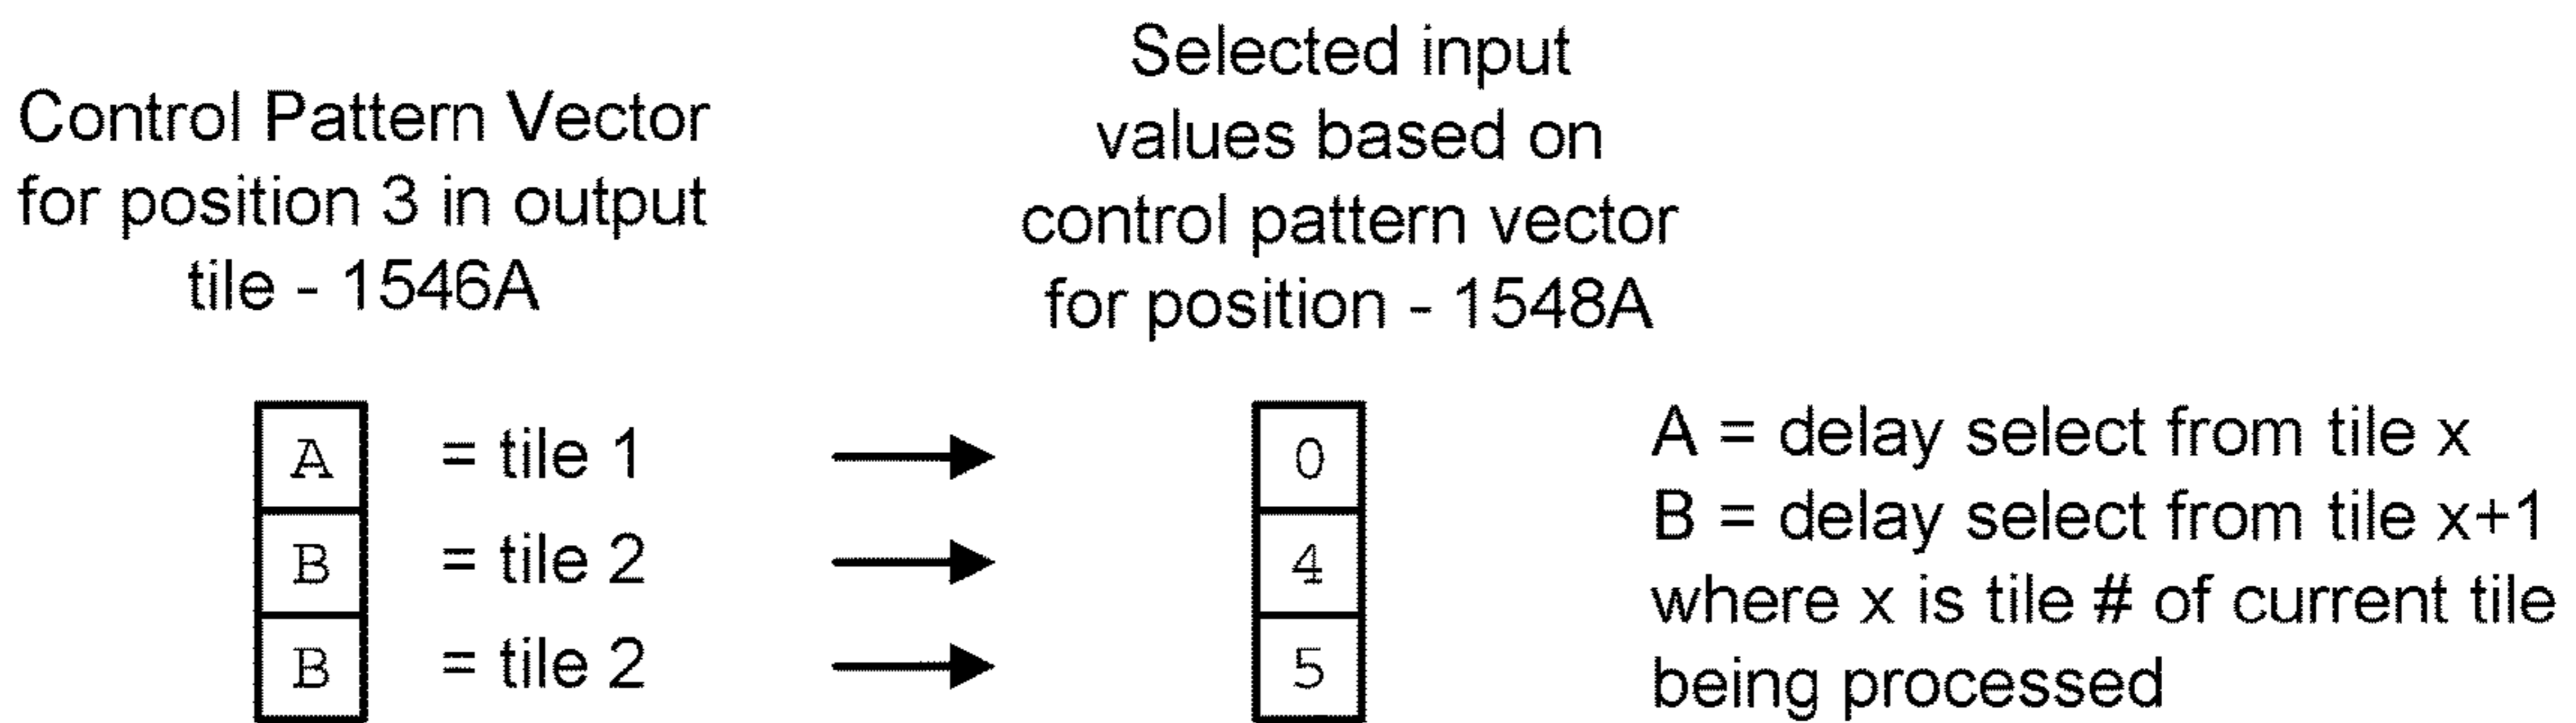 Control Pattern Vector
for position 3 in output
tile - 1546A
Selected input
values based on
control pattern vector
for position - 1548A
A = tile 1
B = tile 2
B = tile 2
0
4
5
A = delay select from tile x
B = delay select from tile x+1
where x is tile # of current tile
being processed